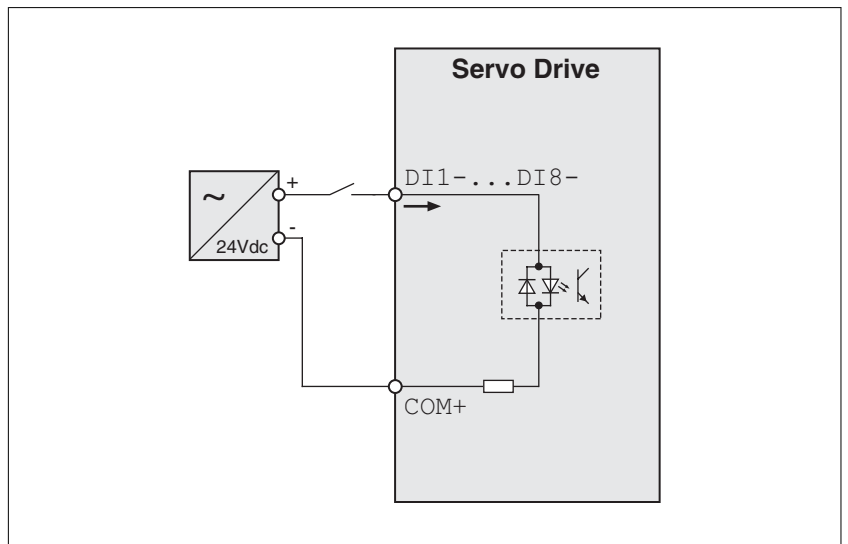 Servo Drive
DI1-...DI8-
+
~
-
24Vdc
COM+